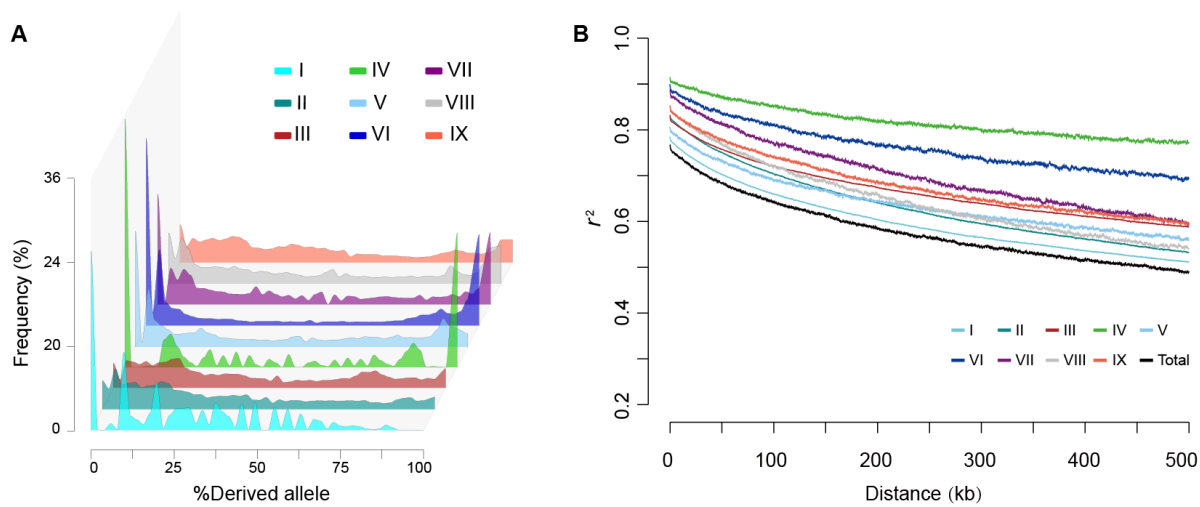 A
I IV VII
II V VIII
III VI IX
36
24
20
0
Frequency (%)
0 25 50 75 100
%Derived allele
B
1.0
0.8
0.6
0.4
0.2
r²
I II III IV V
VI VII VIII IX Total
0 100 200 300 400 500
Distance (kb)